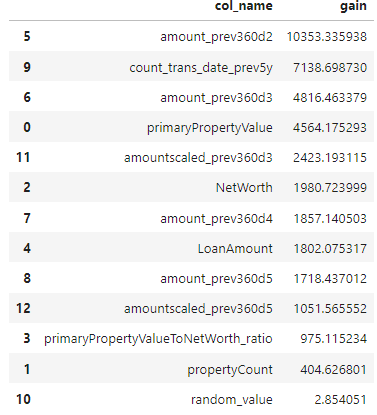 col_name gain
5 amount_prev360d2 10353.335938
9 count_trans_date_prev5y 7138.698730
6 amount_prev360d3 4816.463379
0 primaryPropertyValue 4564.175293
11 amountscaled_prev360d3 2423.193115
2 NetWorth 1980.723999
7 amount_prev360d4 1857.140503
4 LoanAmount 1802.075317
8 amount_prev360d5 1718.437012
12 amountscaled_prev360d5 1051.565552
3 primaryPropertyValueToNetWorth_ratio 975.115234
1 propertyCount 404.626801
10 random_value 2.854051